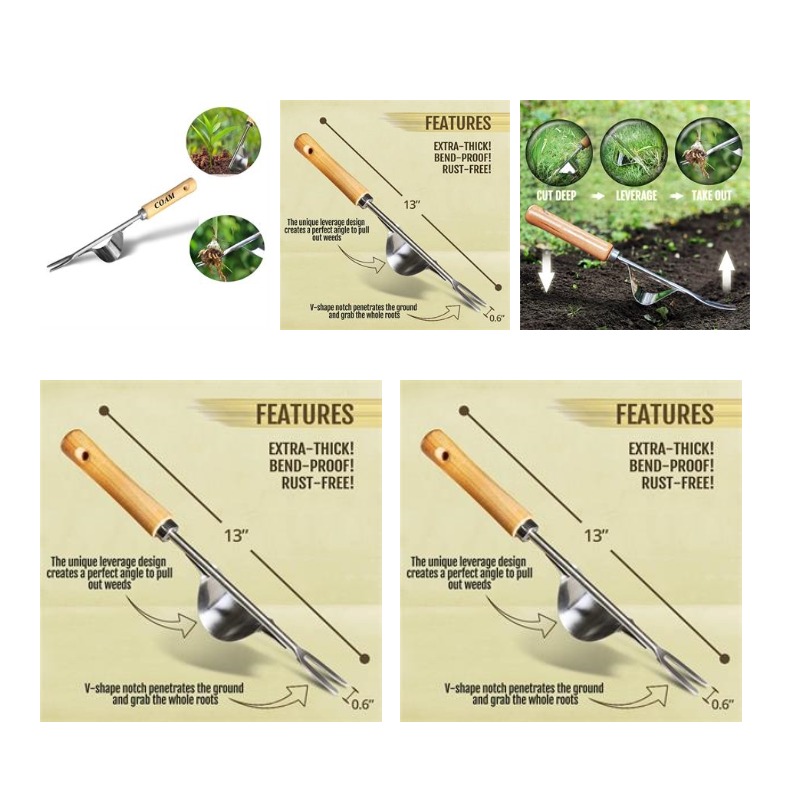 COAM
FEATURES
EXTRA-THICK!
BEND-PROOF!
RUST-FREE!
13"
The unique leverage design
creates a perfect angle to pull
out weeds
V-shape notch penetrates the ground
and grab the whole roots
0.6"
CUT DEEP
LEVERAGE
TAKE OUT
FEATURES
EXTRA-THICK!
BEND-PROOF!
RUST-FREE!
13"
The unique leverage design
creates a perfect angle to pull
out weeds
V-shape notch penetrates the ground
and grab the whole roots
0.6"
FEATURES
EXTRA-THICK!
BEND-PROOF!
RUST-FREE!
13"
The unique leverage design
creates a perfect angle to pull
out weeds
V-shape notch penetrates the ground
and grab the whole roots
0.6"